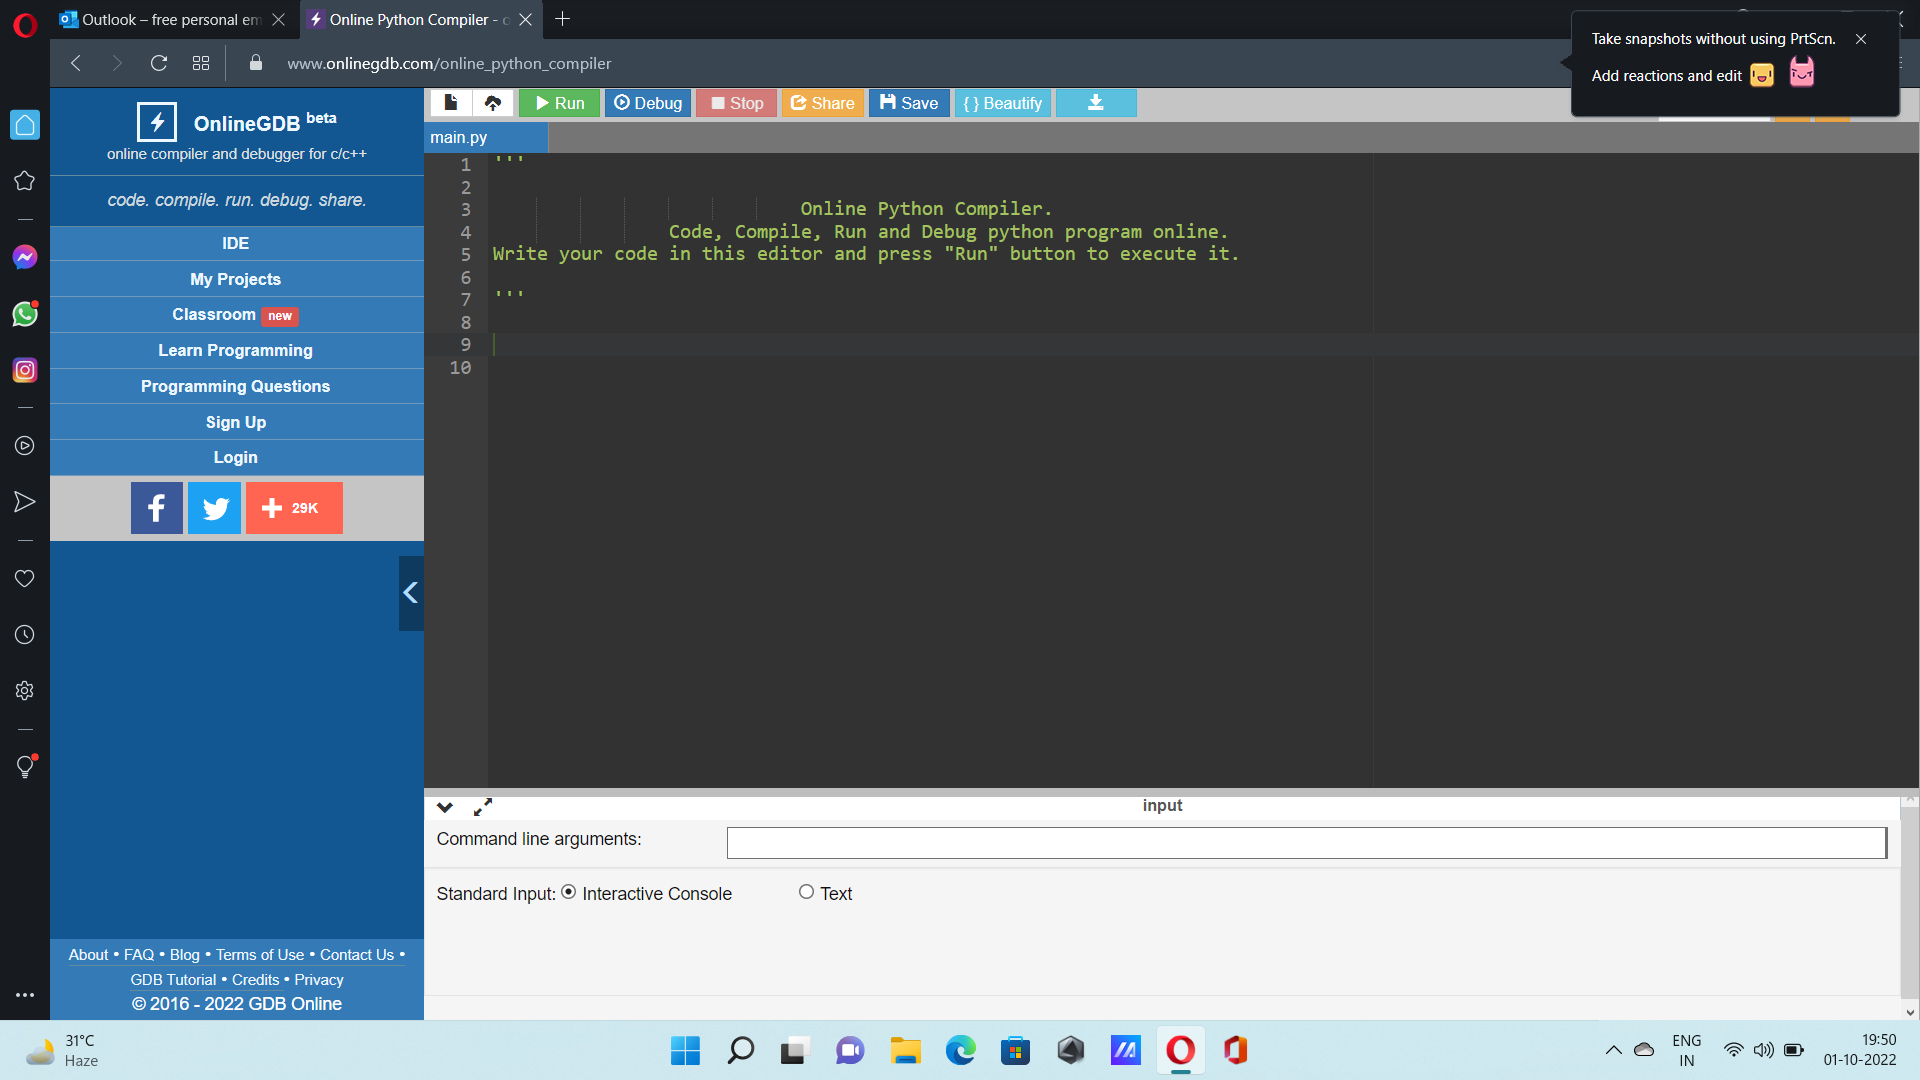 Outlook – free personal em
Online Python Compiler - o
Take snapshots without using PrtScn.
Add reactions and edit
www.onlinegdb.com/online_python_compiler
OnlineGDB beta
online compiler and debugger for c/c++
code. compile. run. debug. share.
IDE
My Projects
Classroom new
Learn Programming
Programming Questions
Sign Up
Login
29K
About • FAQ • Blog • Terms of Use • Contact Us •
GDB Tutorial • Credits • Privacy
© 2016 - 2022 GDB Online
Run Debug Stop Share Save { } Beautify
main.py
1 '''
2
3 Online Python Compiler.
4 Code, Compile, Run and Debug python program online.
5 Write your code in this editor and press "Run" button to execute it.
6
7 '''
8
9
10
input
Command line arguments:
Standard Input: Interactive Console Text
31°C
Haze
ENG
IN
19:50
01-10-2022